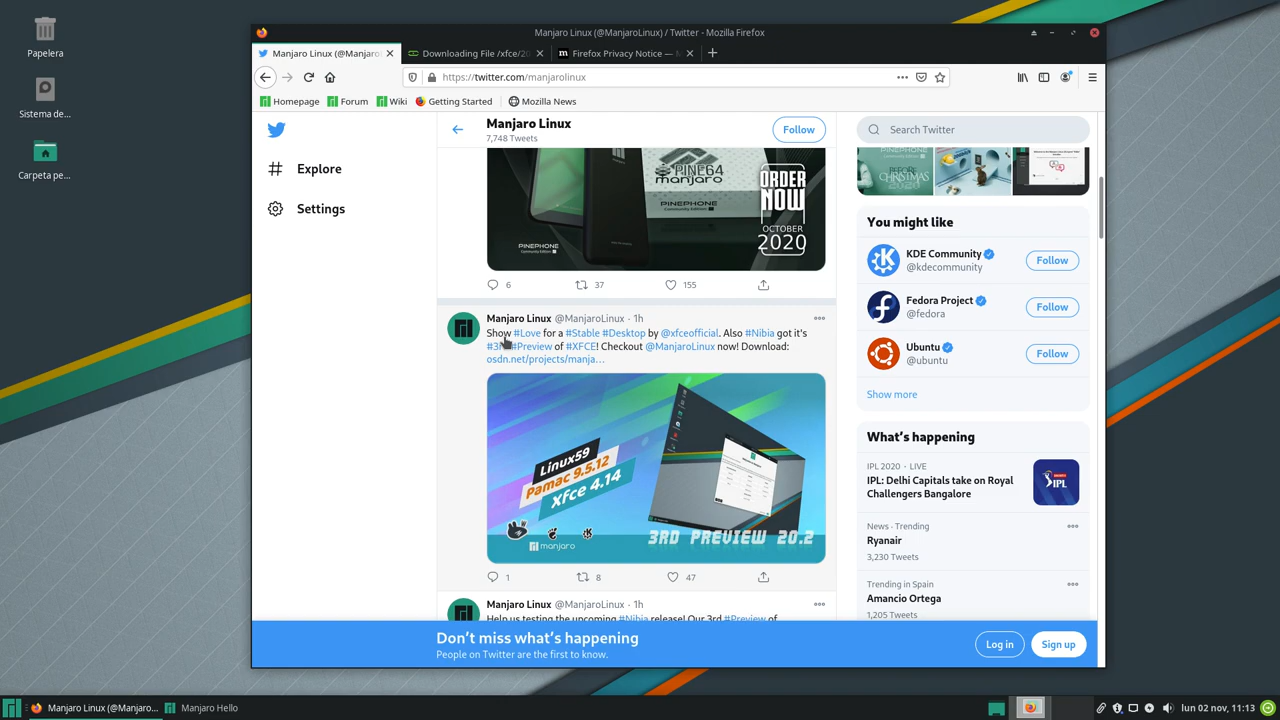 Papelera
Sistema de...
Carpeta pe...
Manjaro Linux (@ManjaroLinux) / Twitter - Mozilla Firefox
Manjaro Linux (@ManjaroL
Downloading File /xfce/20
Firefox Privacy Notice — M
https://twitter.com/manjarolinux
Homepage
Forum
Wiki
Getting Started
Mozilla News
Explore
Settings
Manjaro Linux
7,748 Tweets
Follow
PINE64
manjaro
PINEPHONE
Community Edition
PINEPHONE
Community Edition
ORDER
NOW
OCTOBER
2020
6
37
155
Manjaro Linux @ManjaroLinux · 1h
Show #Love for a #Stable #Desktop by @xfceofficial. Also #Nibia got it's
#3rd #Preview of #XFCE! Checkout @ManjaroLinux now! Download:
osdn.net/projects/manja…
Linux59
Pamac 9.5.12
Xfce 4.14
manjaro
3RD PREVIEW 20.2
1
8
47
Manjaro Linux @ManjaroLinux · 1h
Help us testing the upcoming #Nibia release! Our 3rd #Preview of
Search Twitter
CHRISTMAS
2020
You might like
KDE Community
@kdecommunity
Follow
Fedora Project
@fedora
Follow
Ubuntu
@ubuntu
Follow
Show more
What's happening
IPL 2020 · LIVE
IPL: Delhi Capitals take on Royal
Challengers Bangalore
IPL
News · Trending
Ryanair
3,230 Tweets
Trending in Spain
Amancio Ortega
1,205 Tweets
Don't miss what's happening
People on Twitter are the first to know.
Log in
Sign up
Manjaro Linux (@Manjaro...
Manjaro Hello
lun 02 nov, 11:13